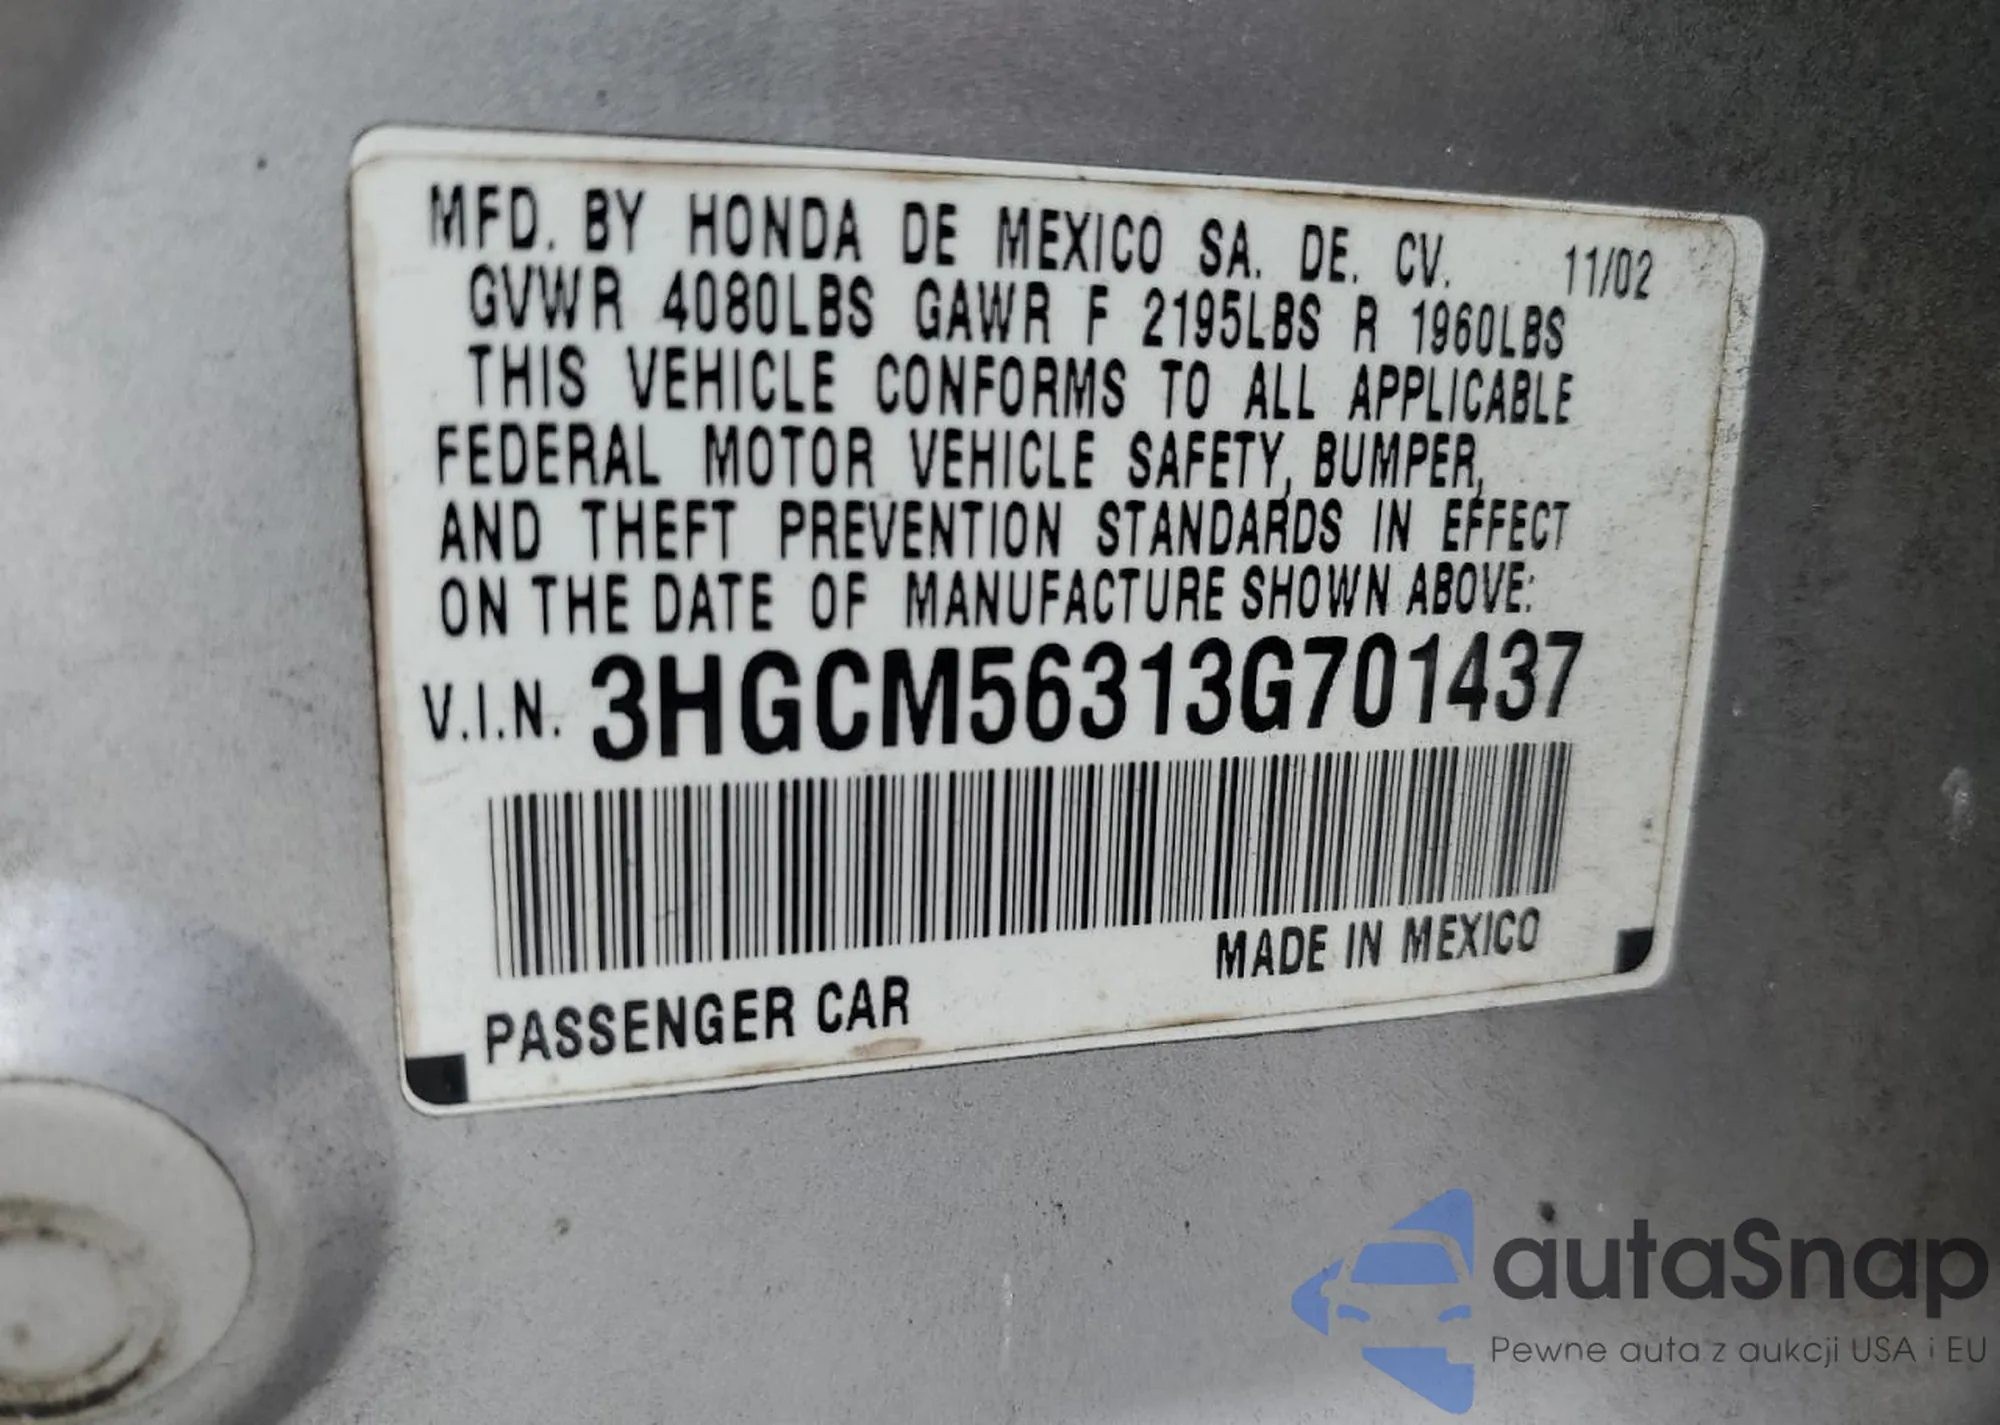 MFD. BY HONDA DE MEXICO SA. DE. CV. 11/02
GVWR 4080LBS GAWR F 2195LBS R 1960LBS
THIS VEHICLE CONFORMS TO ALL APPLICABLE
FEDERAL MOTOR VEHICLE SAFETY, BUMPER,
AND THEFT PREVENTION STANDARDS IN EFFECT
ON THE DATE OF MANUFACTURE SHOWN ABOVE:
V.I.N. 3HGCM56313G701437
MADE IN MEXICO
PASSENGER CAR
autaSnap
Pewne auta z aukcji USA i EU